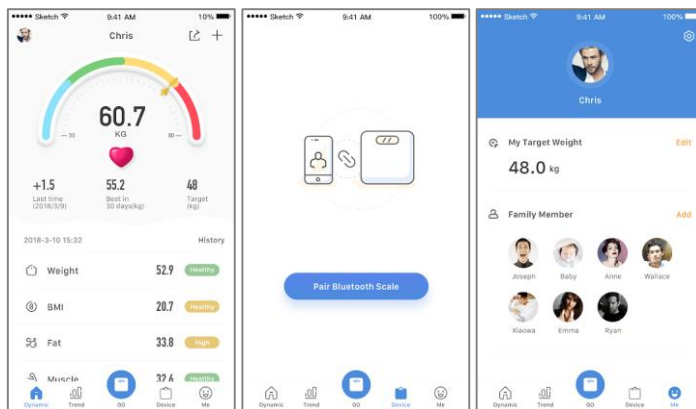 Sketch 9:41 AM 10%
Chris
60.7
KG
+1.5 55.2 48
Last time Best in Target
(2018/3/9) 30 days(kg) (kg)
2018-3-10 15:32 History
Weight 52.9 Healthy
BMI 20.7 Healthy
Fat 33.8 High
Muscle 32.6 Healthy
Dynamic Trend GO Device Me
Sketch 9:41 AM 100%
Pair Bluetooth Scale
Dynamic Trend GO Device Me
Sketch 9:41 AM 100%
Chris
My Target Weight Edit
48.0 kg
Family Member Add
Joseph Baby Anne Wallace
Xiaowa Emma Ryan
Dynamic Trend GO Device Me